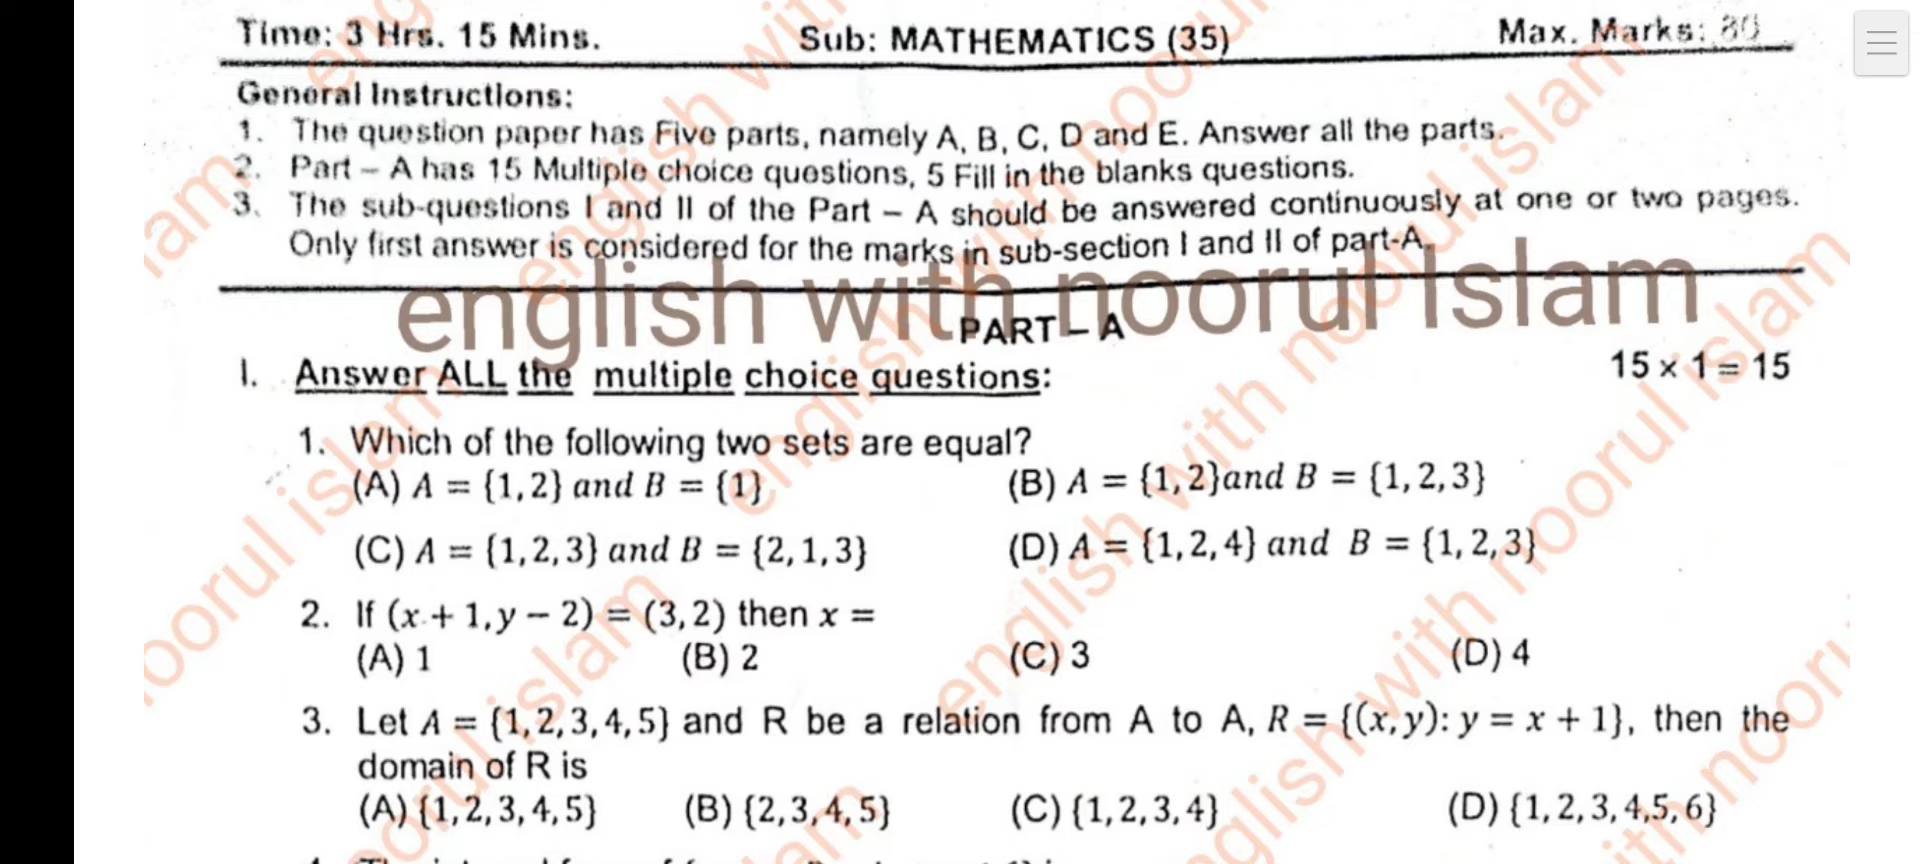 Time: 3 Hrs. 15 Mins. Sub: MATHEMATICS (35) Max. Marks: 80
General Instructions:
1. The question paper has Five parts, namely A, B, C, D and E. Answer all the parts.
2. Part – A has 15 Multiple choice questions, 5 Fill in the blanks questions.
3. The sub-questions I and II of the Part – A should be answered continuously at one or two pages.
Only first answer is considered for the marks in sub-section I and II of part-A.
english with noorul Islam
PART – A
I. Answer ALL the multiple choice questions: 15 × 1 = 15
1. Which of the following two sets are equal?
(A) A = {1,2} and B = {1} (B) A = {1,2}and B = {1,2,3}
(C) A = {1,2,3} and B = {2,1,3} (D) A = {1,2,4} and B = {1,2,3}
2. If (x + 1, y – 2) = (3,2) then x =
(A) 1 (B) 2 (C) 3 (D) 4
3. Let A = {1,2,3,4,5} and R be a relation from A to A, R = {(x,y): y = x + 1}, then the
domain of R is
(A) {1,2,3,4,5} (B) {2,3,4,5} (C) {1,2,3,4} (D) {1,2,3,4,5,6}